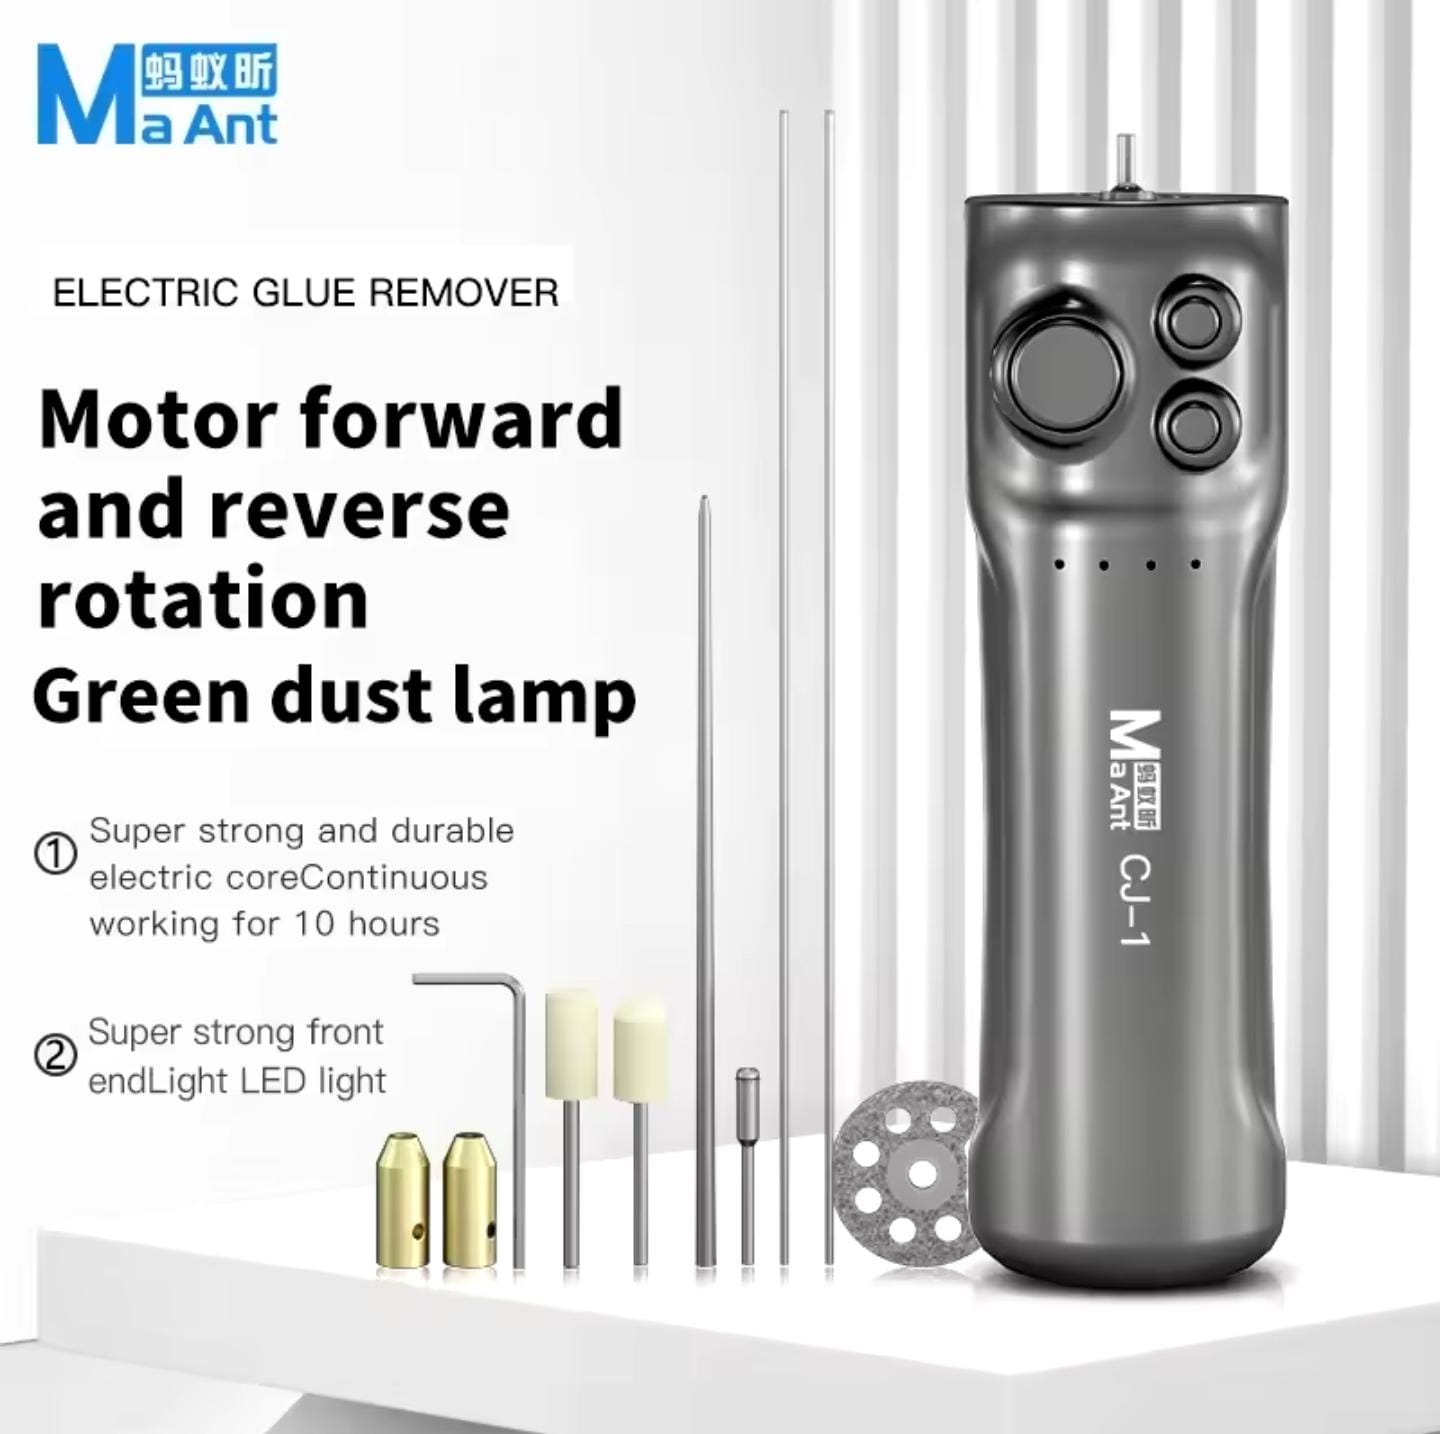 Ma Ant 蚂蚁昕
ELECTRIC GLUE REMOVER
Motor forward
and reverse
rotation
Green dust lamp
① Super strong and durable
electric coreContinuous
working for 10 hours
② Super strong front
endLight LED light
Ma Ant 蚂蚁昕 CJ-1